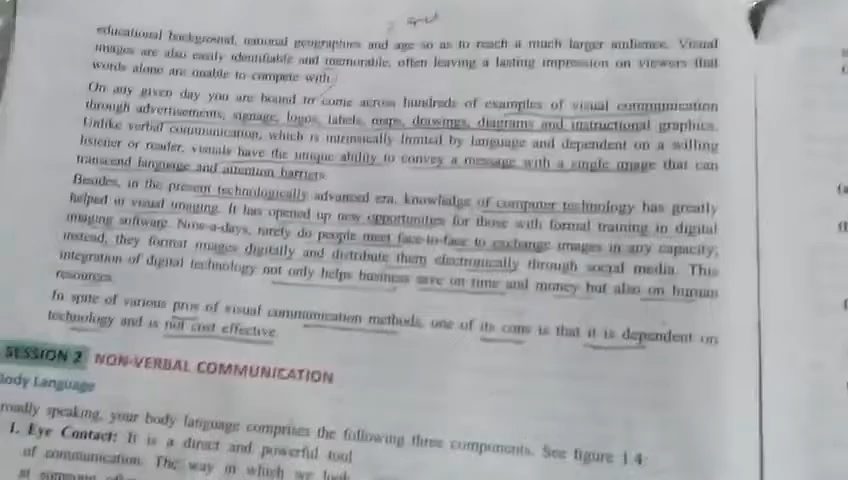 educational background, national geographies and age so as to reach a much larger audience. Visual
images are also easily identifiable and memorable, often leaving a lasting impression on viewers that
words alone are unable to compete with.
On any given day you are bound to come across hundreds of examples of visual communication
through advertisements, signage, logos, labels, maps, drawings, diagrams and instructional graphics.
Unlike verbal communication, which is intrinsically limited by language and dependent on a willing
listener or reader, visuals have the unique ability to convey a message with a single image that can
transcend language and attention barriers.
Besides, in the present technologically advanced era, knowledge of computer technology has greatly
helped in visual imaging. It has opened up new opportunities for those with formal training in digital
imaging software. Now-a-days, rarely do people meet face-to-face to exchange images in any capacity;
instead, they format images digitally and distribute them electronically through social media. This
integration of digital technology not only helps business save on time and money but also on human
resources.
In spite of various pros of visual communication methods, one of its cons is that it is dependent on
technology and is not cost effective.
SESSION 2 NON-VERBAL COMMUNICATION
Body Language
roadly speaking, your body language comprises the following three components. See figure 1.4:
1. Eye Contact: It is a direct and powerful tool
of communication. The way in which we look
at someone